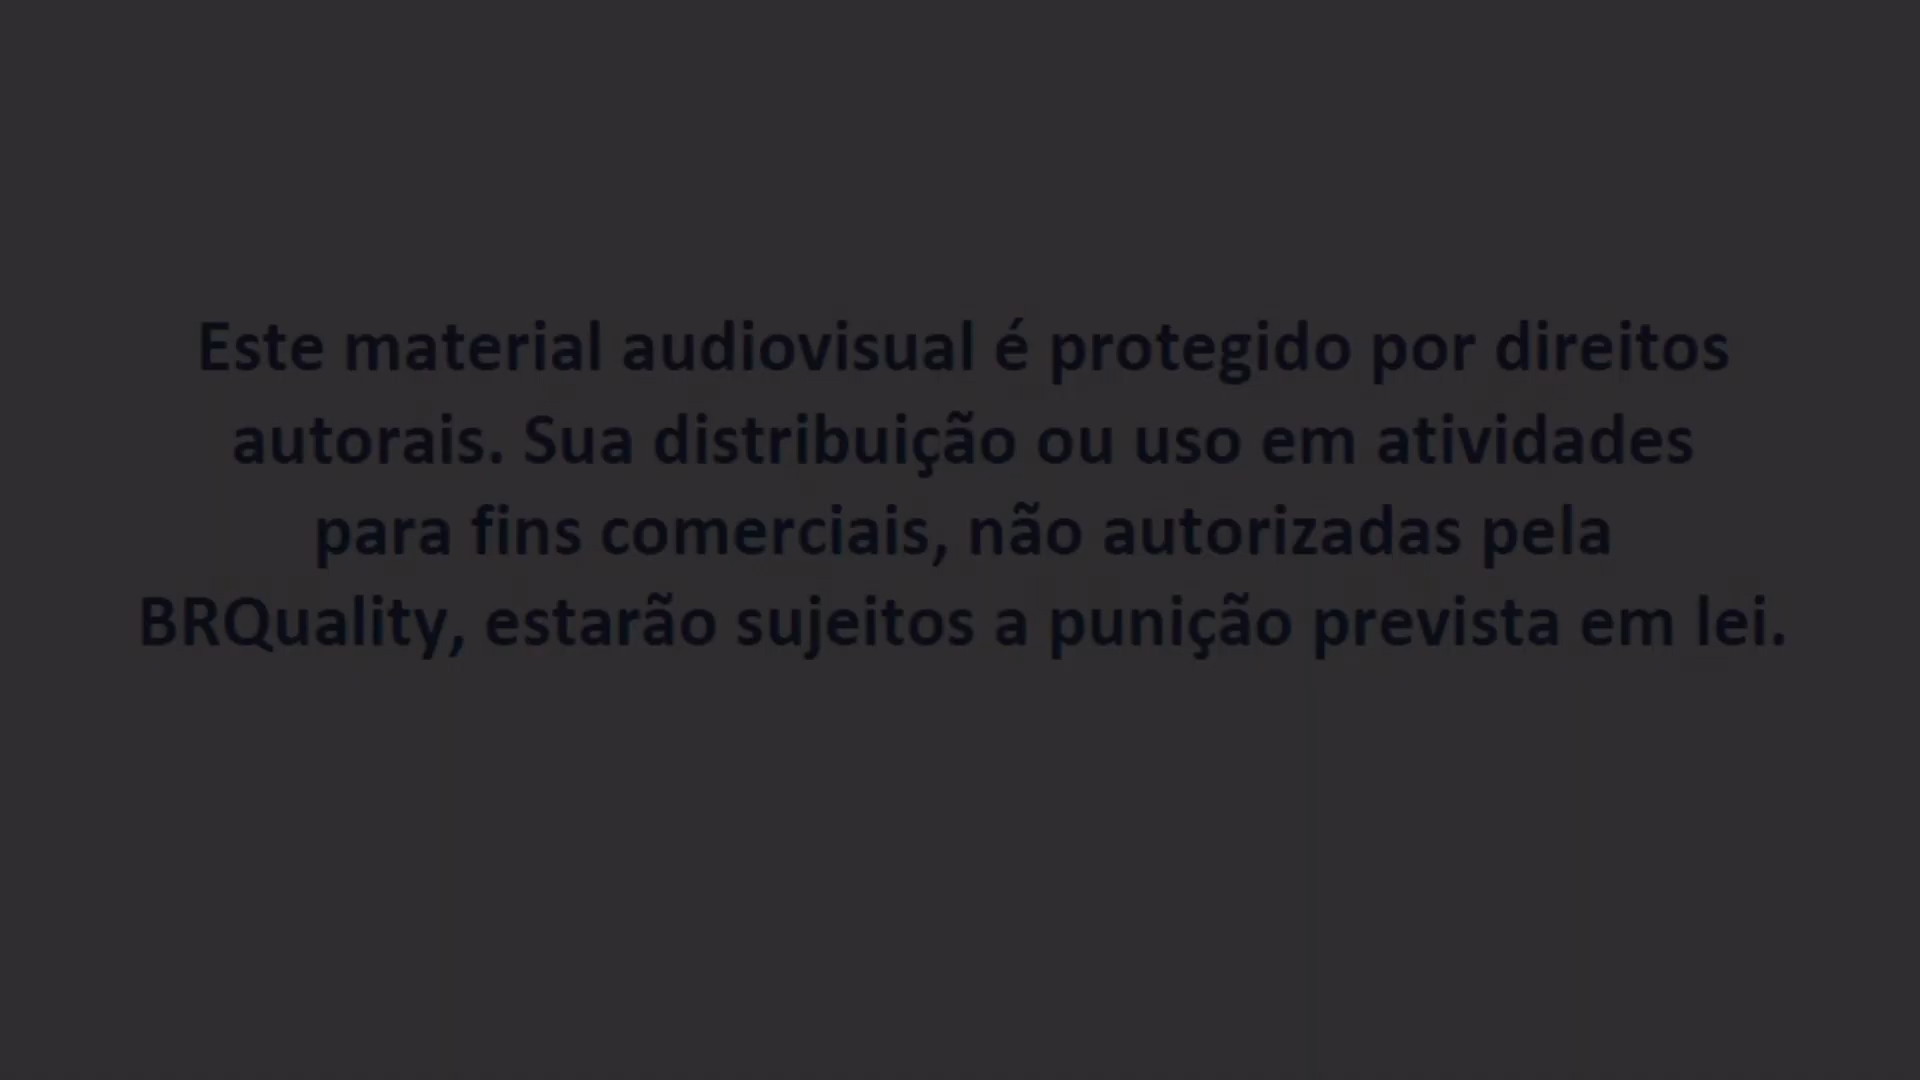 Este material audiovisual é protegido por direitos
autorais. Sua distribuição ou uso em atividades
para fins comerciais, não autorizadas pela
BRQuality, estarão sujeitos a punição prevista em lei.